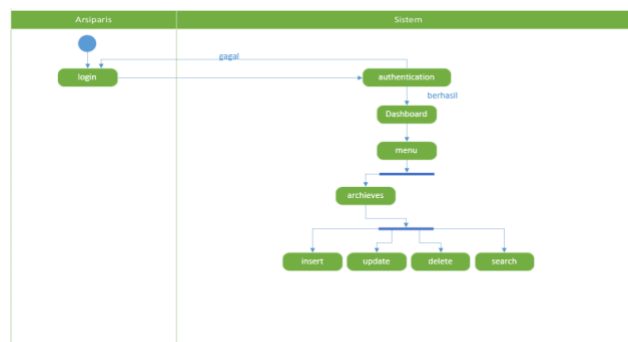 Arsiparis
Sistem
gagal
login
authentication
berhasil
Dashboard
menu
archieves
insert
update
delete
search